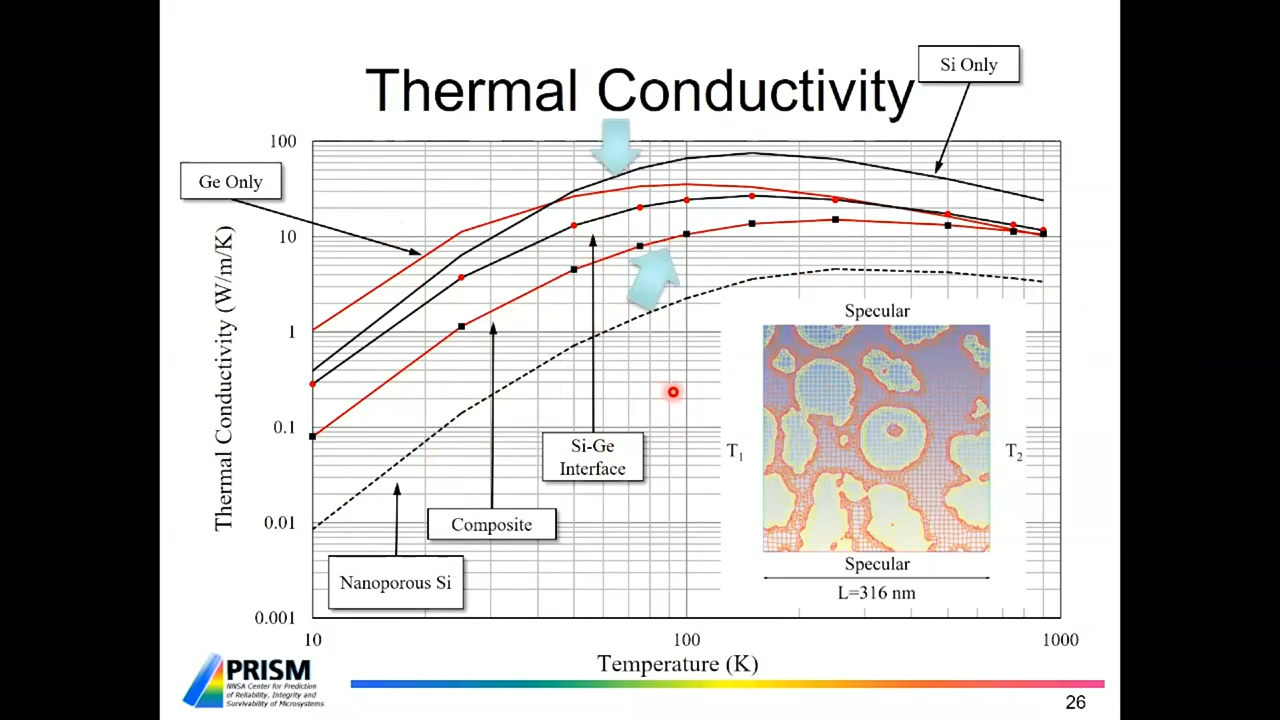 Thermal Conductivity
Si Only
Ge Only
Thermal Conductivity (W/m/K)
100
10
1
0.1
0.01
0.001
Si-Ge
Interface
Composite
Nanoporous Si
Specular
T1
T2
Specular
L=316 nm
10
100
1000
Temperature (K)
PRISM
NNSA Center for Prediction
of Reliability, Integrity and
Survivability of Microsystems
26